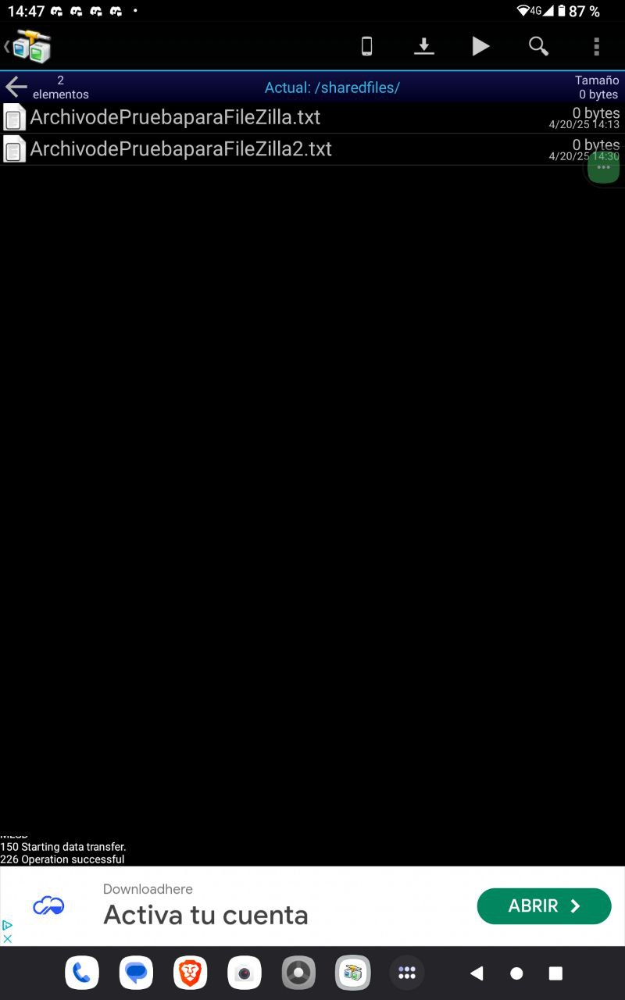 14:47
4G
87 %
2
elementos
Actual: /sharedfiles/
Tamaño
0 bytes
ArchivodePruebaparaFileZilla.txt
0 bytes
4/20/25 14:13
ArchivodePruebaparaFileZilla2.txt
0 bytes
4/20/25 14:30
150 Starting data transfer.
226 Operation successful
Downloadhere
Activa tu cuenta
ABRIR